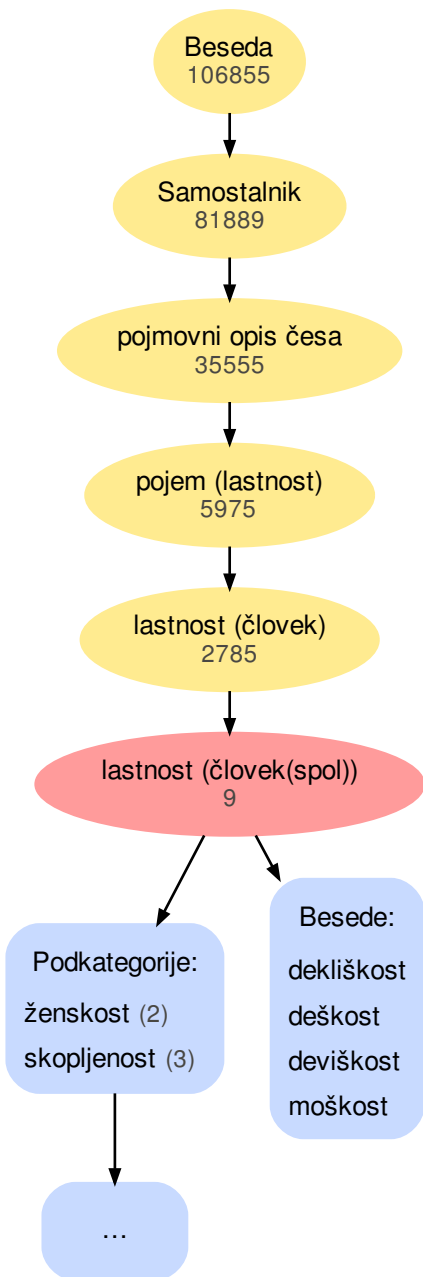 Beseda
106855
Samostalnik
81889
pojmovni opis česa
35555
pojem (lastnost)
5975
lastnost (človek)
2785
lastnost (človek(spol))
9
Podkategorije:
ženskost (2)
skopljenost (3)
Besede:
dekliškost
deškost
deviškost
moškost
...